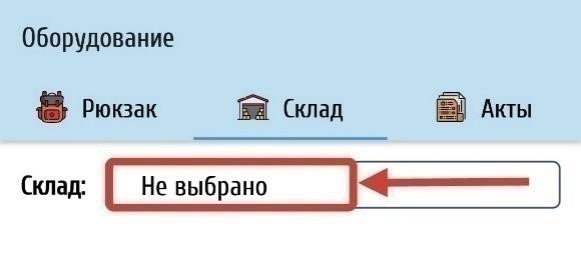 Оборудование
Рюкзак Склад Акты
Склад: Не выбрано